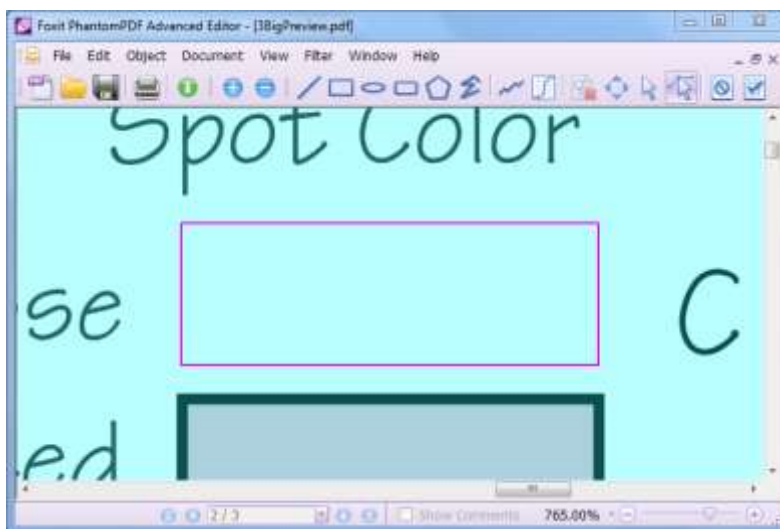 Foxit PhantomPDF Advanced Editor - [3BigPreview.pdf]
File Edit Object Document View Filter Window Help
Spot Color
se C
ed
2 / 3 Show Comments 765.00%